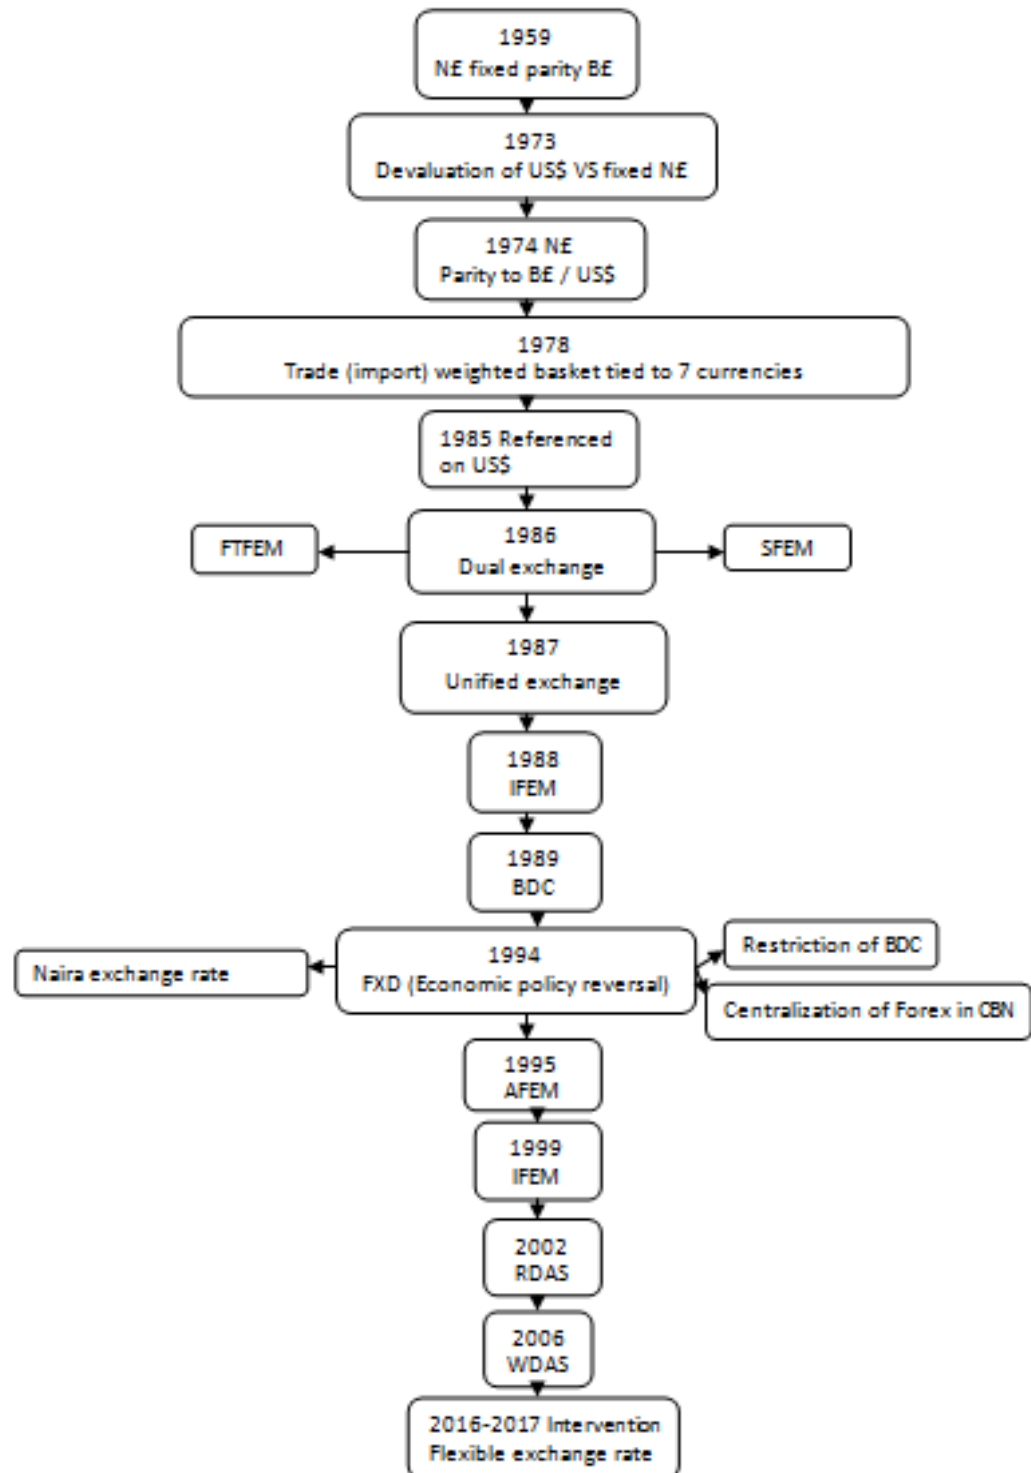 1959
N£ fixed parity B£
1973
Devaluation of US$ VS fixed N£
1974 N£
Parity to B£ / US$
1978
Trade (import) weighted basket tied to 7 currencies
1985 Referenced
on US$
FTFEM
1986
Dual exchange
SFEM
1987
Unified exchange
1988
IFEM
1989
BDC
Naira exchange rate
1994
FXD (Economic policy reversal)
Restriction of BDC
Centralization of Forex in CBN
1995
AFEM
1999
IFEM
2002
RDAS
2006
WDAS
2016-2017 Intervention
Flexible exchange rate